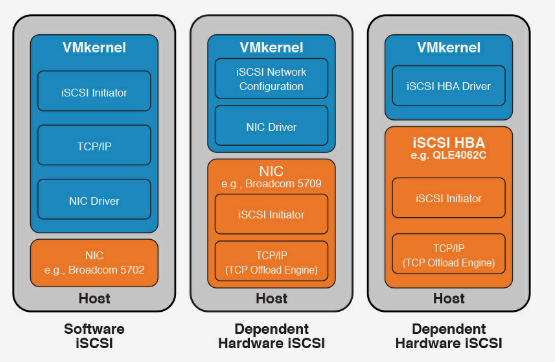 VMkernel
iSCSI Initiator
TCP/IP
NIC Driver
NIC
e.g., Broadcom 5702
Host
Software
iSCSI
VMkernel
iSCSI Network
Configuration
NIC Driver
NIC
e.g., Broadcom 5709
iSCSI Initiator
TCP/IP
(TCP Offload Engine)
Host
Dependent
Hardware iSCSI
VMkernel
iSCSI HBA Driver
iSCSI HBA
e.g. QLE4062C
iSCSI Initiator
TCP/IP
(TCP Offload Engine)
Host
Dependent
Hardware iSCSI